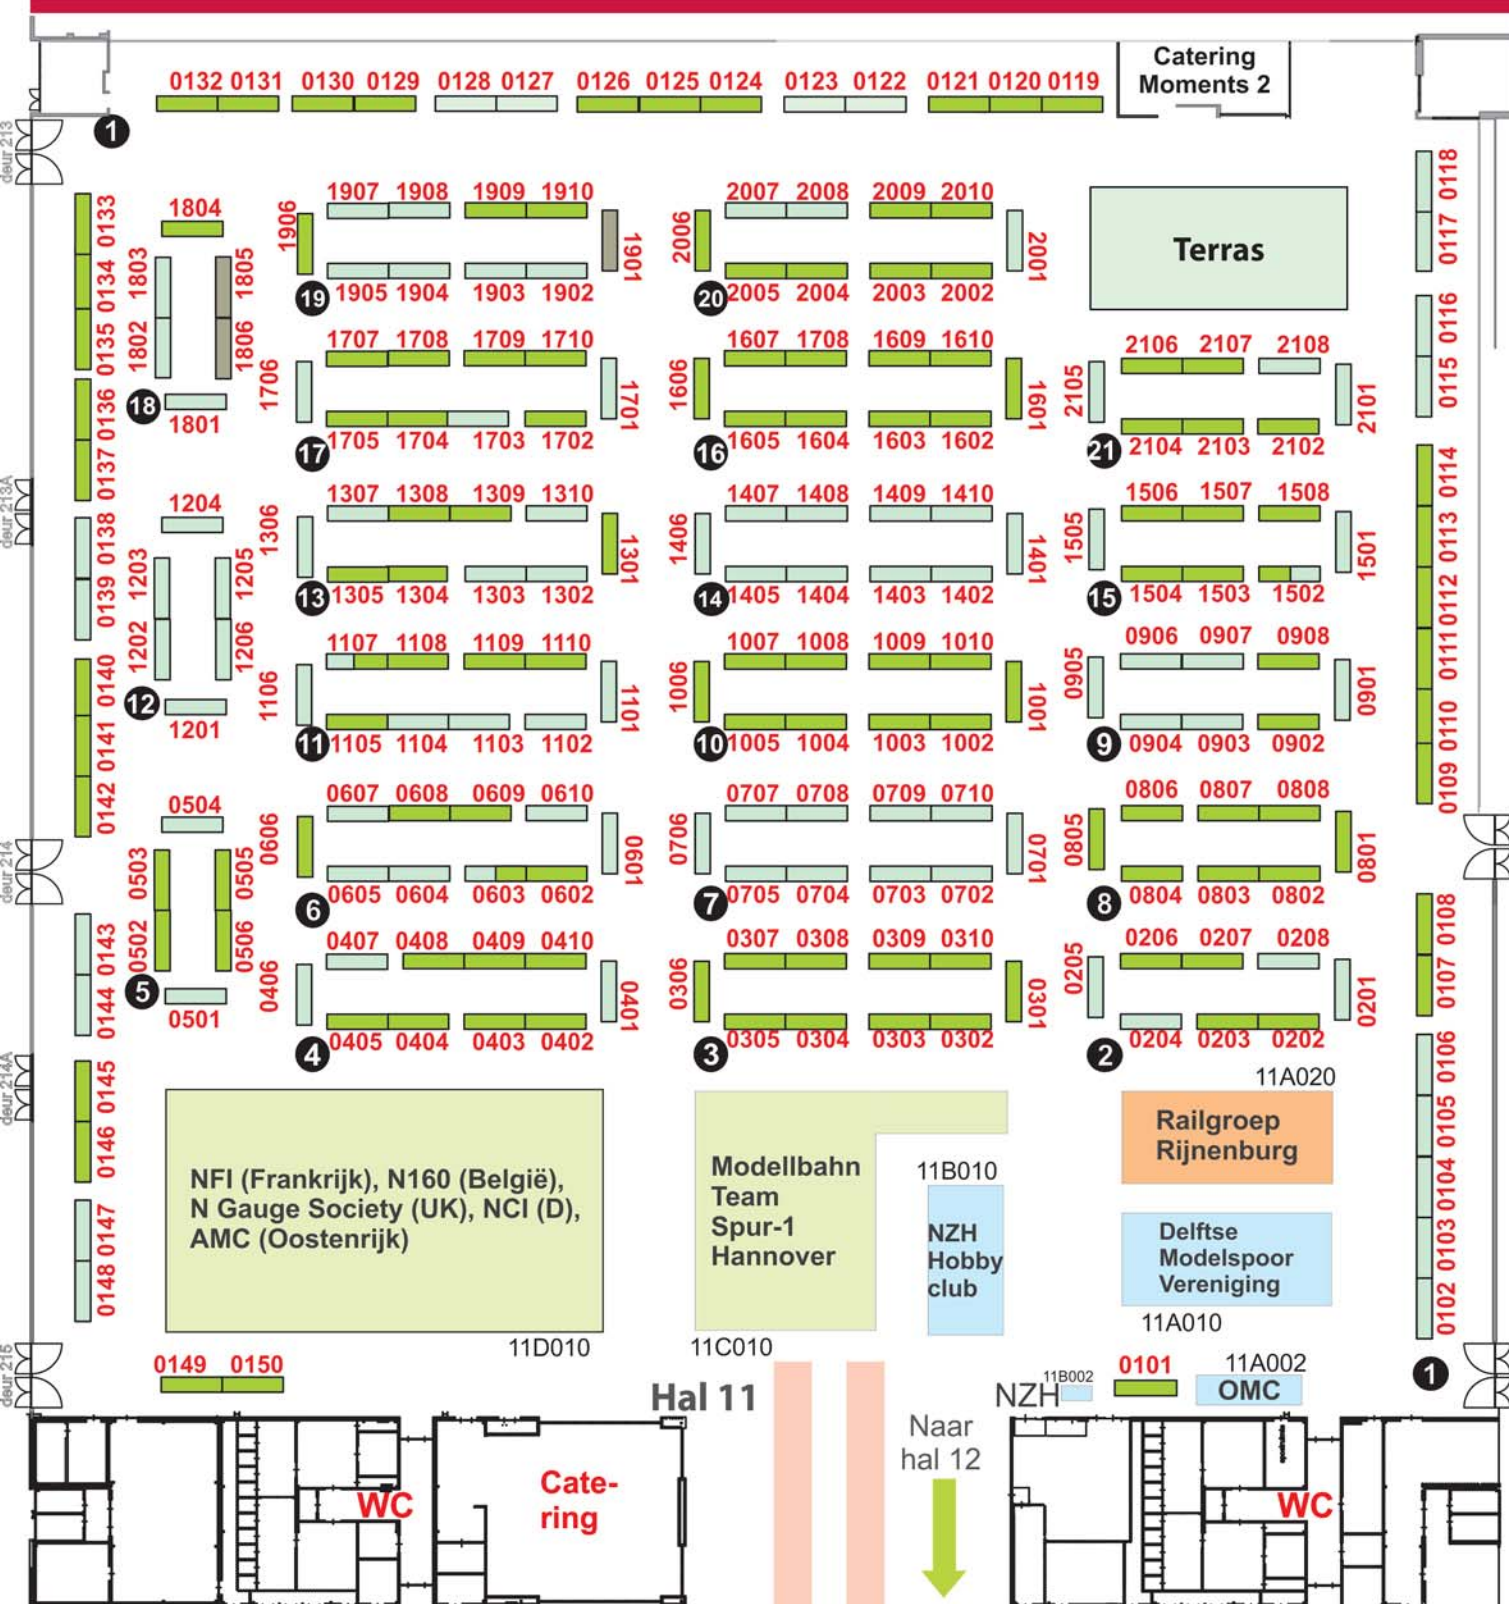 Catering
Moments 2
0132 0131 0130 0129 0128 0127 0126 0125 0124 0123 0122 0121 0120 0119
1
deur 213
0118
0117
0133
0134
0135
1804
1803
1805
1802
1806
18
1801
1907 1908 1909 1910
1906
1901
19
1905 1904 1903 1902
2007 2008 2009 2010
2006
2001
20
2005 2004 2003 2002
Terras
0116
0115
0136
0137
1707 1708 1709 1710
1706
1701
17
1705 1704 1703 1702
1607 1708 1609 1610
1606
1601
16
1605 1604 1603 1602
2106 2107 2108
2105
2101
21
2104 2103 2102
deur 213A
0138
0139
1204
1203
1205
1202
1206
12
1201
1307 1308 1309 1310
1306
1301
13
1305 1304 1303 1302
1407 1408 1409 1410
1406
1401
14
1405 1404 1403 1402
1506 1507 1508
1505
1501
15
1504 1503 1502
0114
0113
0112
0111
0110
0109
0140
0141
0142
1107 1108 1109 1110
1106
1101
11
1105 1104 1103 1102
1007 1008 1009 1010
1006
1001
10
1005 1004 1003 1002
0906 0907 0908
0905
0901
9
0904 0903 0902
deur 214
0504
0503
0505
0502
0506
5
0501
0607 0608 0609 0610
0606
0601
6
0605 0604 0603 0602
0707 0708 0709 0710
0706
0701
7
0705 0704 0703 0702
0806 0807 0808
0805
0801
8
0804 0803 0802
0108
0107
0143
0144
0407 0408 0409 0410
0406
0401
4
0405 0404 0403 0402
0307 0308 0309 0310
0306
0301
3
0305 0304 0303 0302
0206 0207 0208
0205
0201
2
0204 0203 0202
0106
0105
0104
0103
0102
deur 214A
0145
0146
0147
0148
NFI (Frankrijk), N160 (België),
N Gauge Society (UK), NCI (D),
AMC (Oostenrijk)
11D010
Modellbahn
Team
Spur-1
Hannover
11C010
11B010
NZH
Hobby
club
11A020
Railgroep
Rijnenburg
Delftse
Modelspoor
Vereniging
11A010
deur 215
0149 0150
Hal 11
NZH
11B002
0101
11A002
OMC
1
Naar
hal 12
WC
Cate-
ring
WC